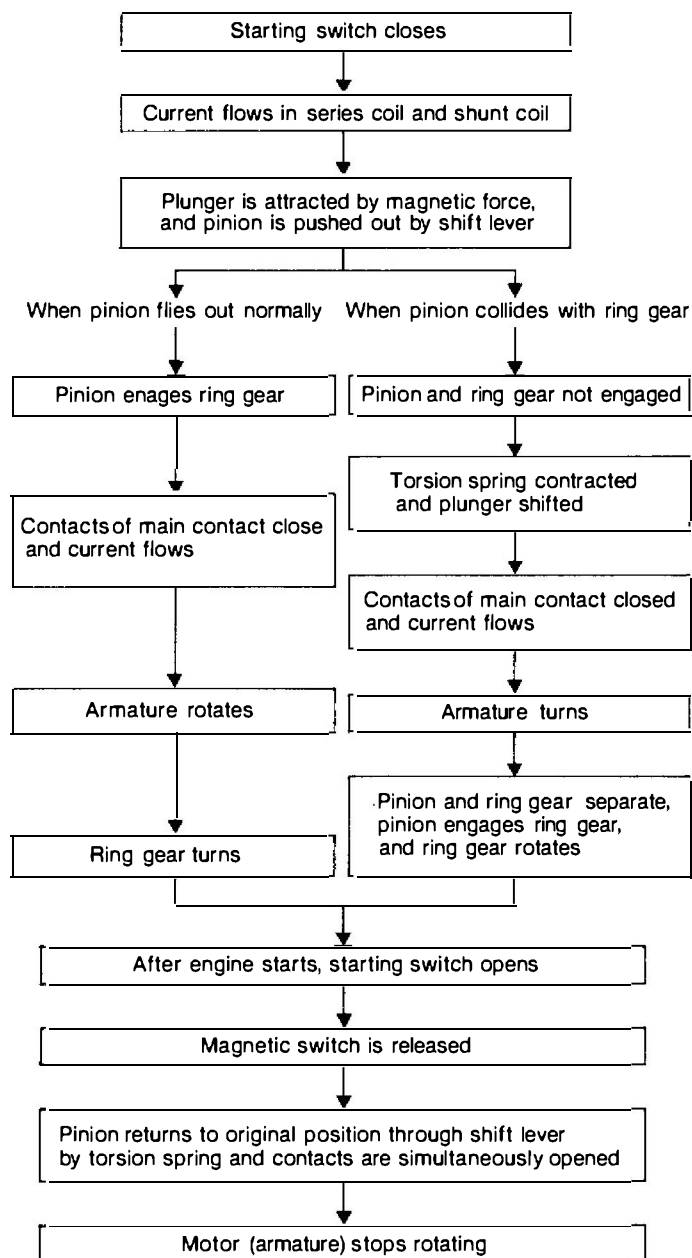 Starting switch closes
Current flows in series coil and shunt coil
Plunger is attracted by magnetic force,
and pinion is pushed out by shift lever
When pinion flies out normally
Pinion enages ring gear
Contacts of main contact close
and current flows
Armature rotates
Ring gear turns
When pinion collides with ring gear
Pinion and ring gear not engaged
Torsion spring contracted
and plunger shifted
Contacts of main contact closed
and current flows
Armature turns
Pinion and ring gear separate,
pinion engages ring gear,
and ring gear rotates
After engine starts, starting switch opens
Magnetic switch is released
Pinion returns to original position through shift lever
by torsion spring and contacts are simultaneously opened
Motor (armature) stops rotating